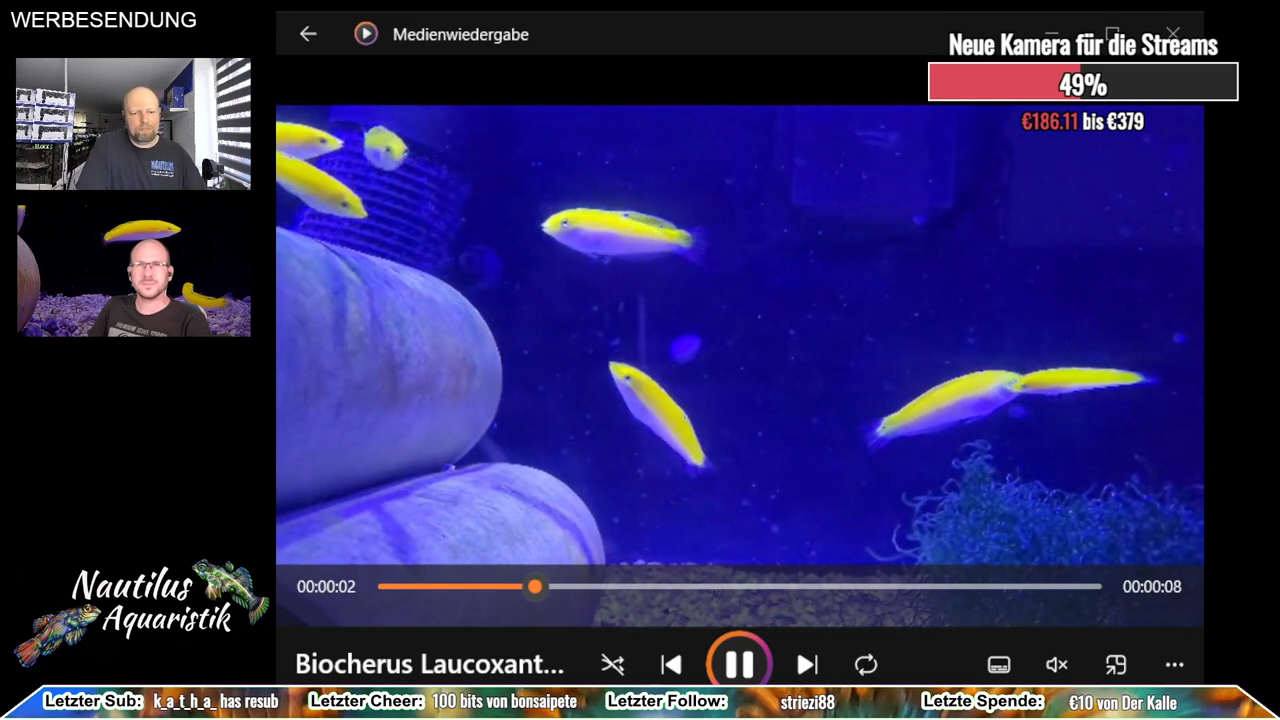 WERBESENDUNG
Medienwiedergabe
Neue Kamera für die Streams
49%
€186.11 bis €379
NAUTILUS
Nautilus
Aquaristik
00:00:02
00:00:08
Biocherus Laucoxant...
Letzter Sub: k_a_t_h_a_ has resub
Letzter Cheer: 100 bits von bonsaipete
Letzter Follow: striezi88
Letzte Spende: €10 von Der Kalle